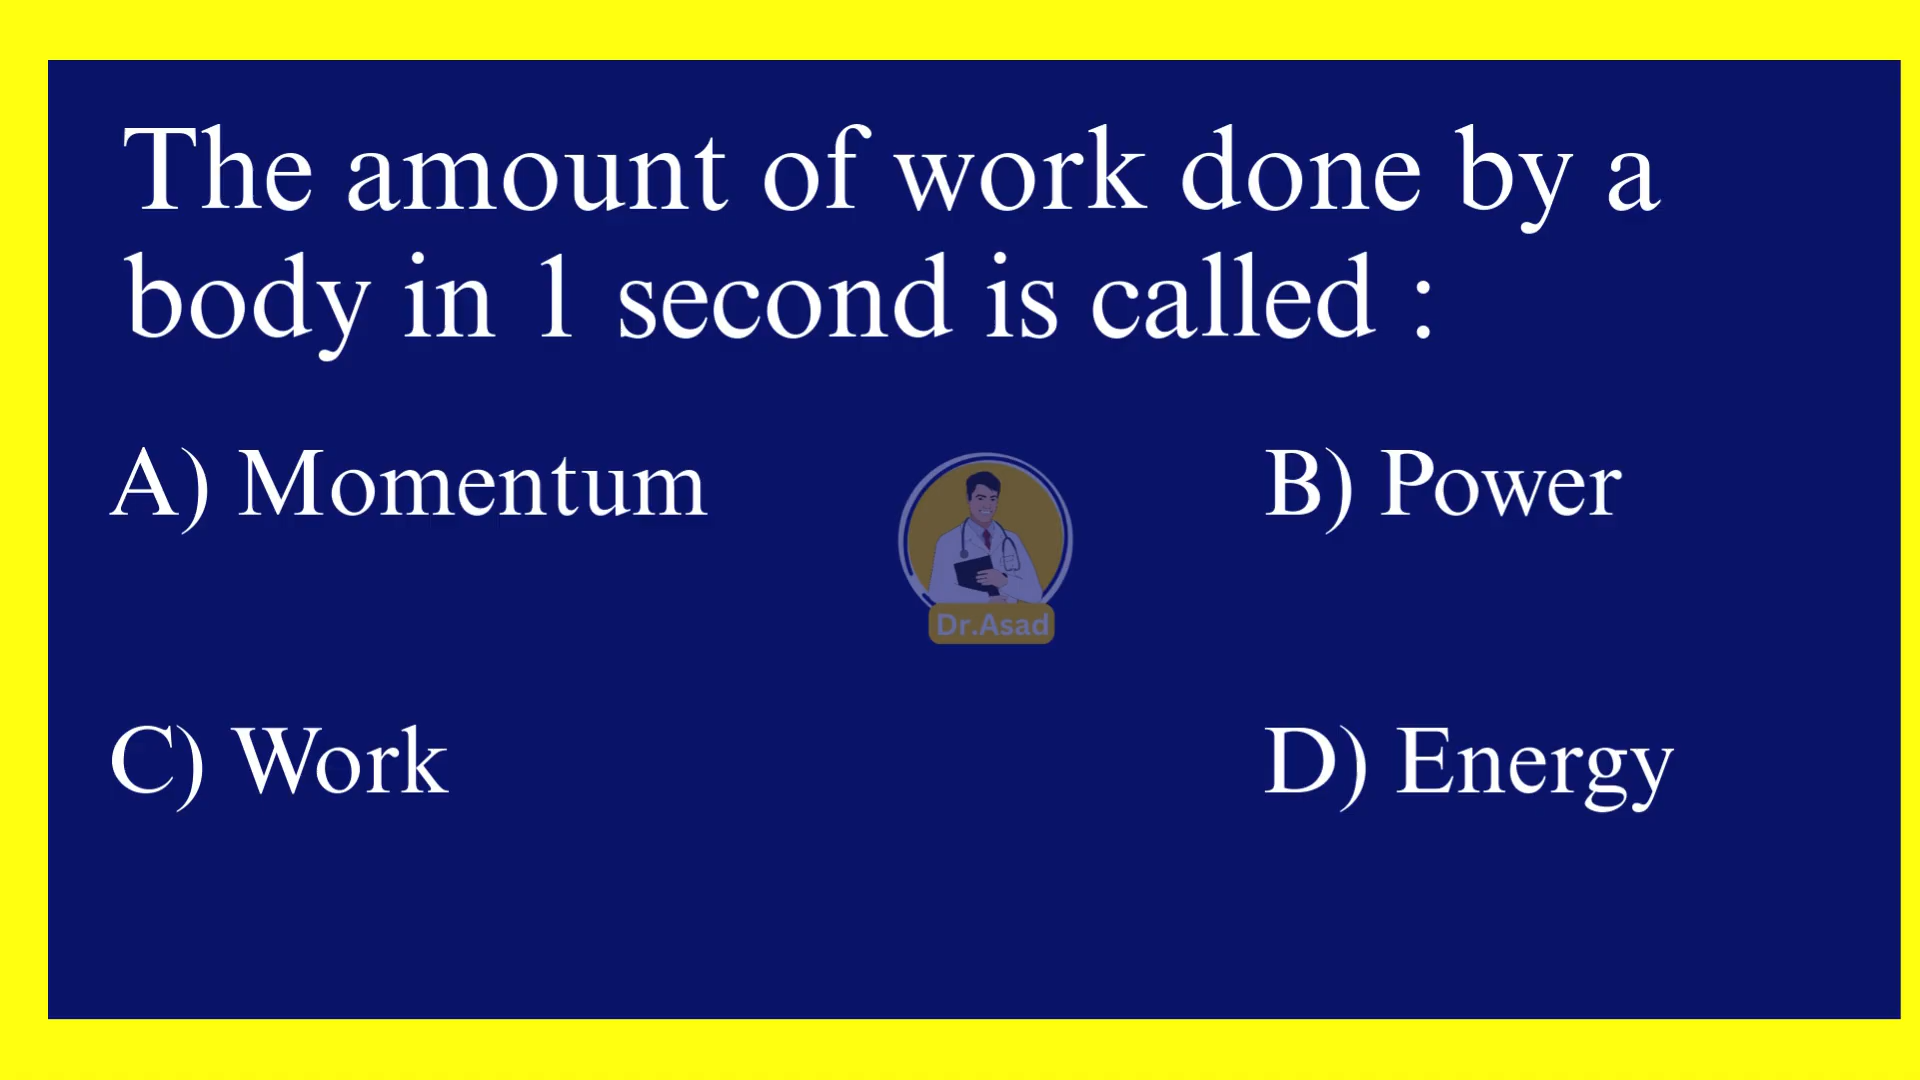 The amount of work done by a
body in 1 second is called :
A) Momentum
B) Power
Dr.Asad
C) Work
D) Energy